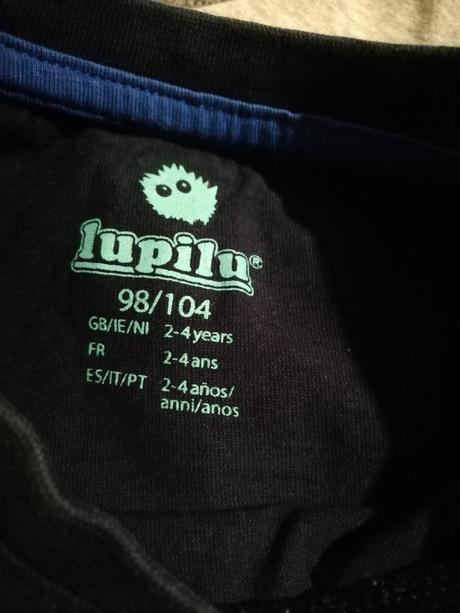 lupilu®
98/104
GB/IE/NI 2-4 years
FR 2-4 ans
ES/IT/PT 2-4 años/
anni/anos